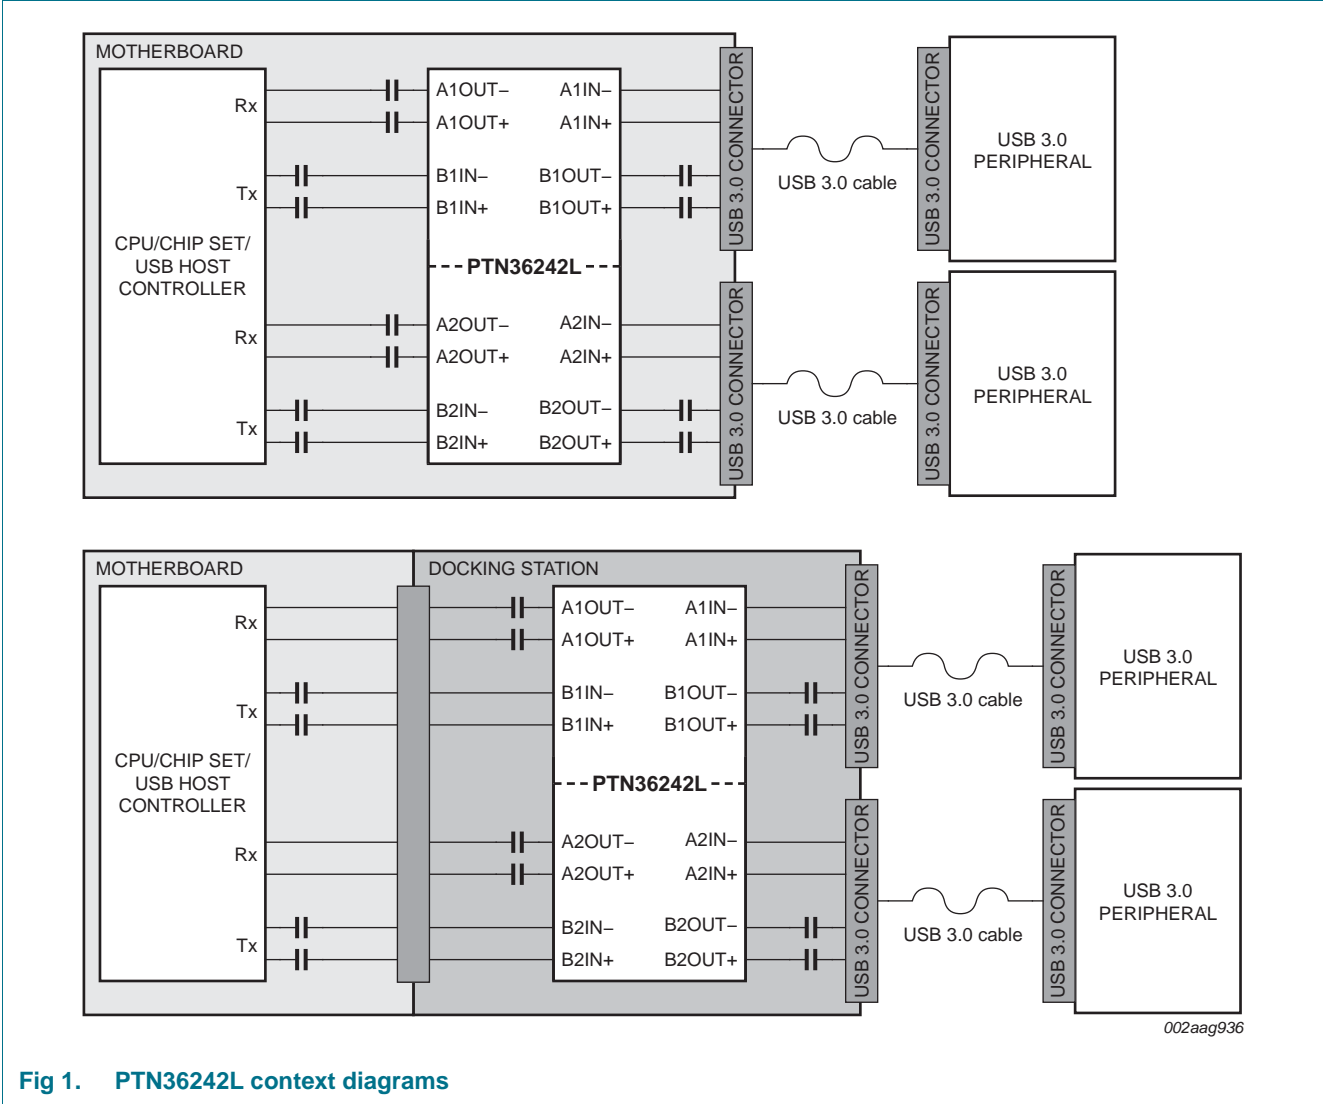 MOTHERBOARD
Rx
Tx
CPU/CHIP SET/
USB HOST
CONTROLLER
Rx
Tx
A1OUT−
A1OUT+
B1IN−
B1IN+
A1IN−
A1IN+
B1OUT−
B1OUT+
PTN36242L
A2OUT−
A2OUT+
B2IN−
B2IN+
A2IN−
A2IN+
B2OUT−
B2OUT+
USB 3.0 CONNECTOR
USB 3.0 cable
USB 3.0 CONNECTOR
USB 3.0
PERIPHERAL
USB 3.0 CONNECTOR
USB 3.0 cable
USB 3.0 CONNECTOR
USB 3.0
PERIPHERAL
MOTHERBOARD
Rx
Tx
CPU/CHIP SET/
USB HOST
CONTROLLER
Rx
Tx
DOCKING STATION
A1OUT−
A1OUT+
B1IN−
B1IN+
A1IN−
A1IN+
B1OUT−
B1OUT+
PTN36242L
A2OUT−
A2OUT+
B2IN−
B2IN+
A2IN−
A2IN+
B2OUT−
B2OUT+
USB 3.0 CONNECTOR
USB 3.0 cable
USB 3.0 CONNECTOR
USB 3.0
PERIPHERAL
USB 3.0 CONNECTOR
USB 3.0 cable
USB 3.0 CONNECTOR
USB 3.0
PERIPHERAL
002aag936
Fig 1. PTN36242L context diagrams